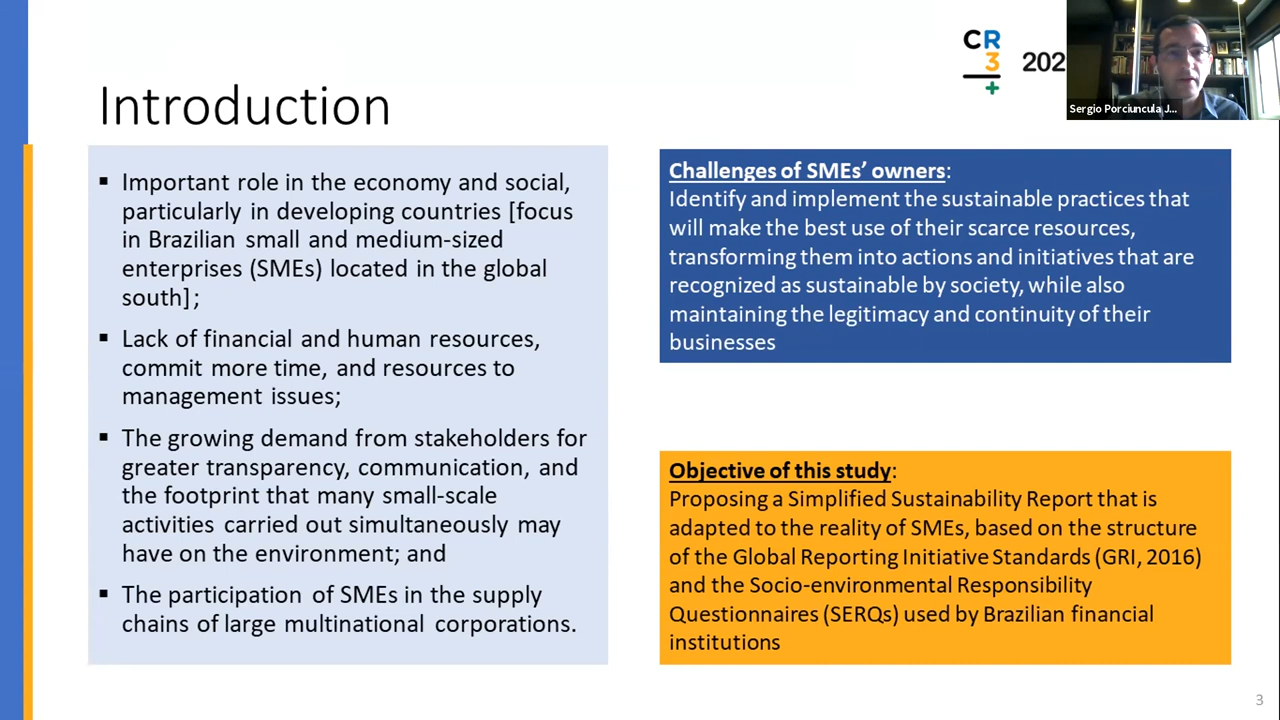 CR
3
+
202
Sergio Porciuncula J...
Introduction
▪ Important role in the economy and social,
particularly in developing countries [focus
in Brazilian small and medium-sized
enterprises (SMEs) located in the global
south];
▪ Lack of financial and human resources,
commit more time, and resources to
management issues;
▪ The growing demand from stakeholders for
greater transparency, communication, and
the footprint that many small-scale
activities carried out simultaneously may
have on the environment; and
▪ The participation of SMEs in the supply
chains of large multinational corporations.
Challenges of SMEs’ owners:
Identify and implement the sustainable practices that
will make the best use of their scarce resources,
transforming them into actions and initiatives that are
recognized as sustainable by society, while also
maintaining the legitimacy and continuity of their
businesses
Objective of this study:
Proposing a Simplified Sustainability Report that is
adapted to the reality of SMEs, based on the structure
of the Global Reporting Initiative Standards (GRI, 2016)
and the Socio-environmental Responsibility
Questionnaires (SERQs) used by Brazilian financial
institutions
3